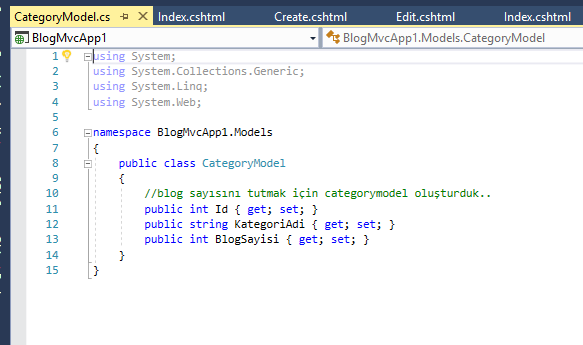 CategoryModel.cs Index.cshtml Create.cshtml Edit.cshtml Index.cshtml
BlogMvcApp1 BlogMvcApp1.Models.CategoryModel
1 using System;
2 using System.Collections.Generic;
3 using System.Linq;
4 using System.Web;
5
6 namespace BlogMvcApp1.Models
7 {
8 public class CategoryModel
9 {
10 //blog sayısını tutmak için categorymodel oluşturduk..
11 public int Id { get; set; }
12 public string KategoriAdi { get; set; }
13 public int BlogSayisi { get; set; }
14 }
15 }